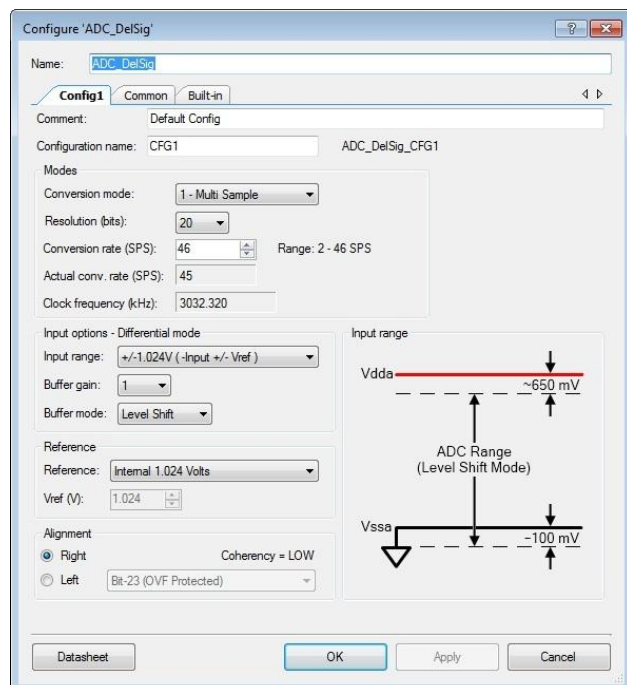 Configure 'ADC_DelSig'
Name: ADC_DelSig
Config1 Common Built-in
Comment: Default Config
Configuration name: CFG1 ADC_DelSig_CFG1
Modes
Conversion mode: 1 - Multi Sample
Resolution (bits): 20
Conversion rate (SPS): 46 Range: 2 - 46 SPS
Actual conv. rate (SPS): 45
Clock frequency (kHz): 3032.320
Input options - Differential mode
Input range: +/-1.024V ( -Input +/- Vref )
Buffer gain: 1
Buffer mode: Level Shift
Input range
Vdda
~650 mV
ADC Range
(Level Shift Mode)
Vssa
~100 mV
Reference
Reference: Internal 1.024 Volts
Vref (V): 1.024
Alignment
Right Coherency = LOW
Left Bit-23 (OVF Protected)
Datasheet OK Apply Cancel